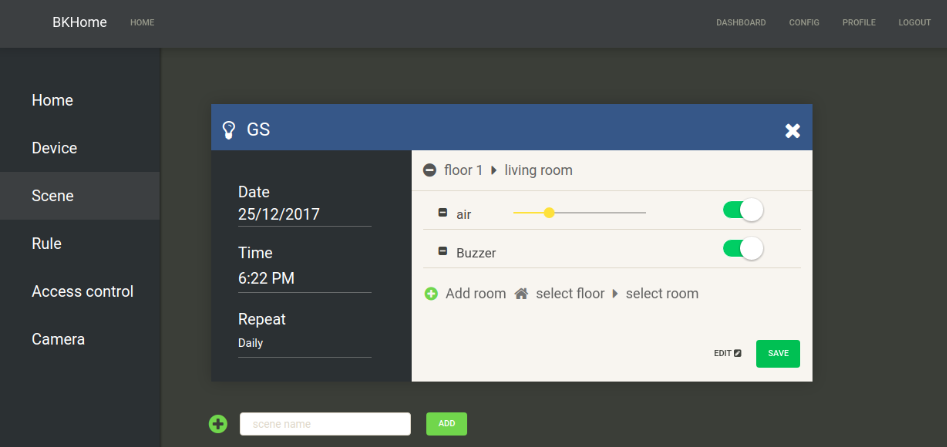 BKHome HOME DASHBOARD CONFIG PROFILE LOGOUT
Home
Device
Scene
Rule
Access control
Camera
GS
Date
25/12/2017
Time
6:22 PM
Repeat
Daily
floor 1 living room
air
Buzzer
Add room select floor select room
EDIT SAVE
scene name ADD